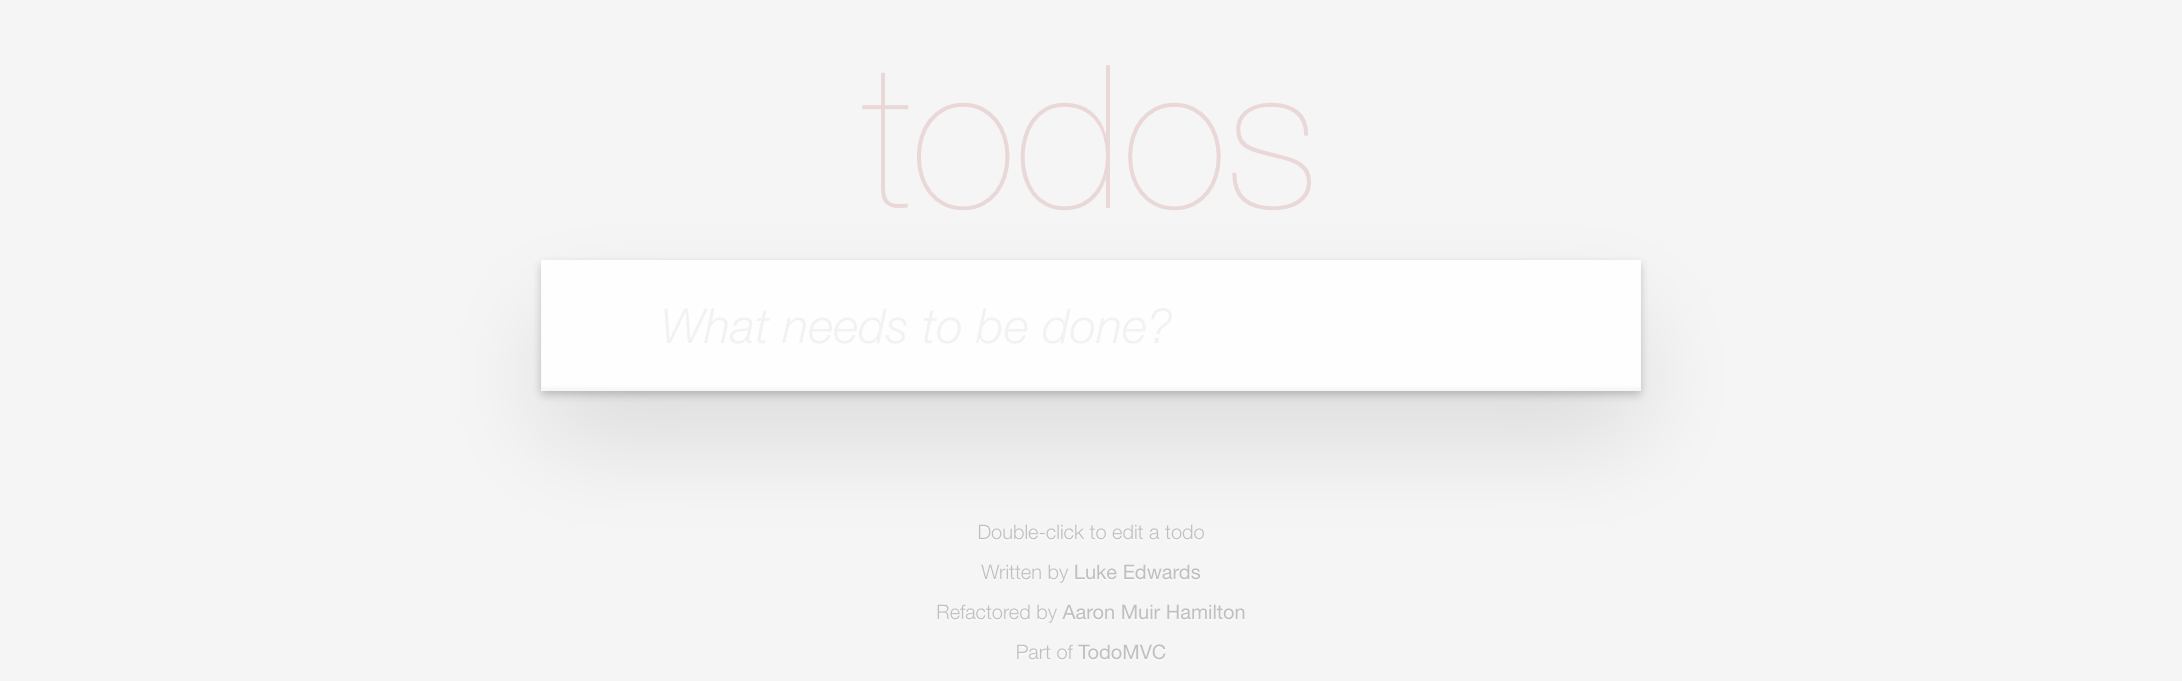 todos
What needs to be done?
Double-click to edit a todo
Written by Luke Edwards
Refactored by Aaron Muir Hamilton
Part of TodoMVC